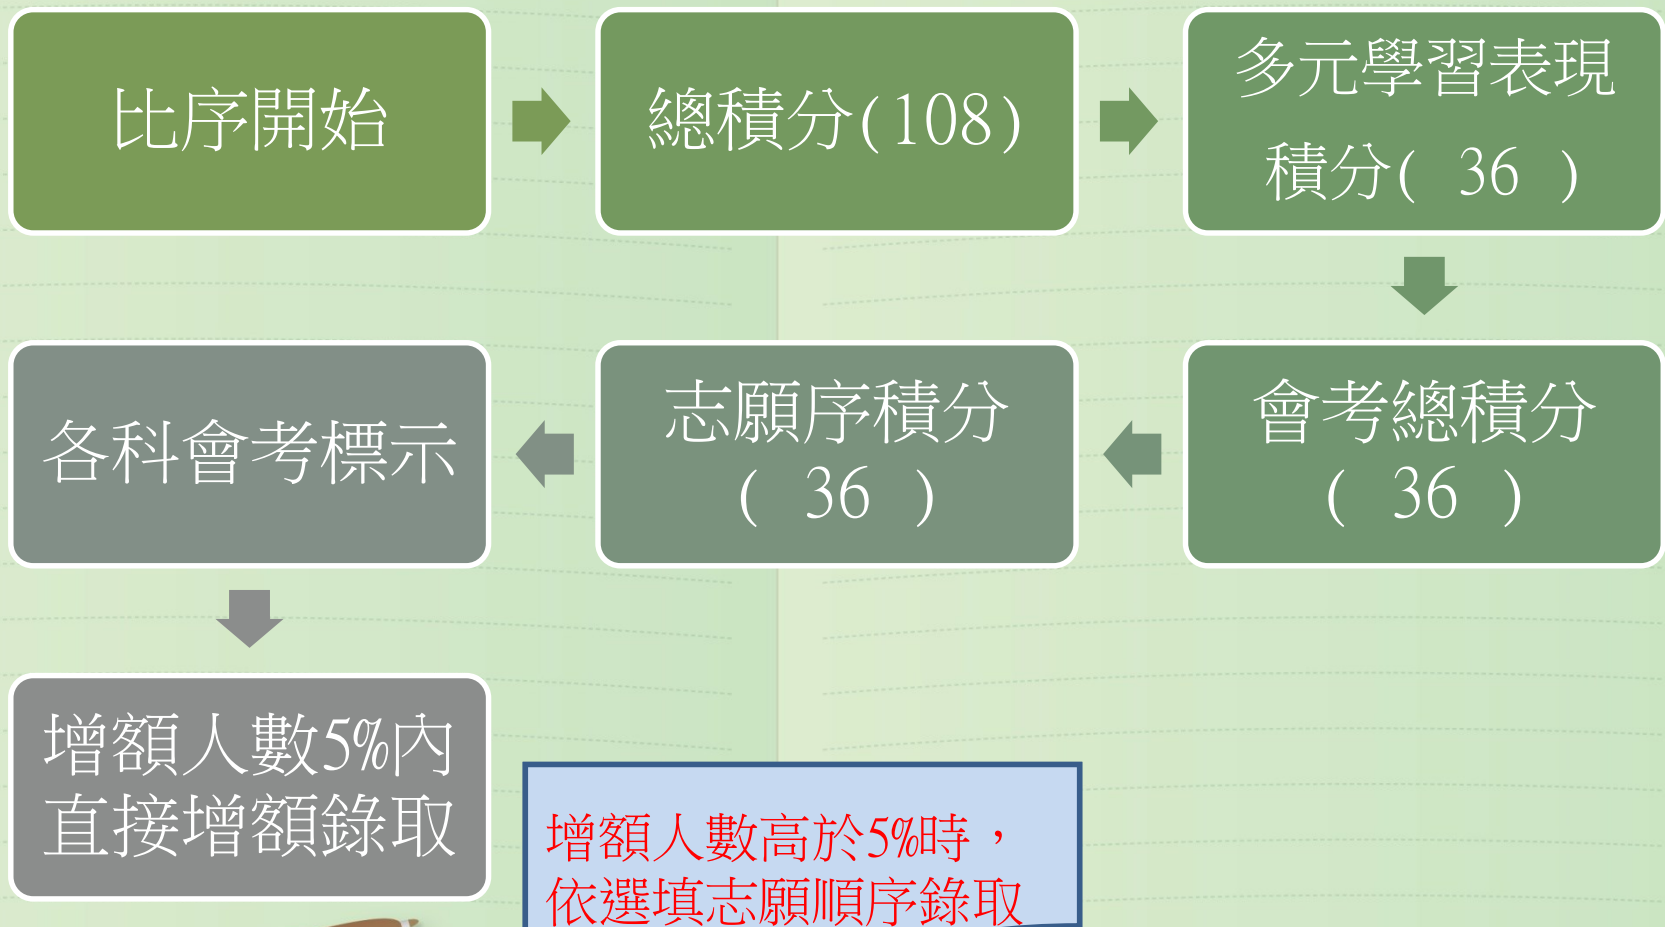 比序開始
總積分(108)
多元學習表現
積分( 36 )
會考總積分
( 36 )
志願序積分
( 36 )
各科會考標示
增額人數5%內
直接增額錄取
增額人數高於5%時，
依選填志願順序錄取